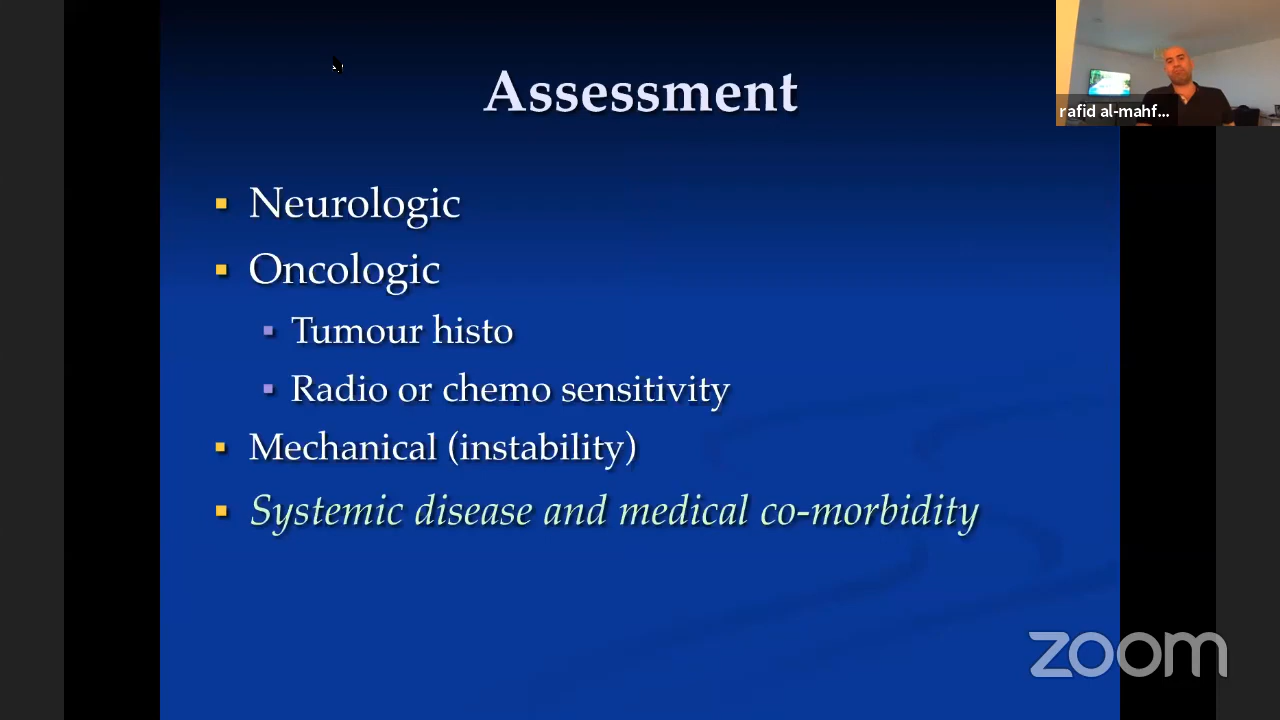 Assessment
rafid al-mahf...
Neurologic
Oncologic
Tumour histo
Radio or chemo sensitivity
Mechanical (instability)
Systemic disease and medical co-morbidity
zoom